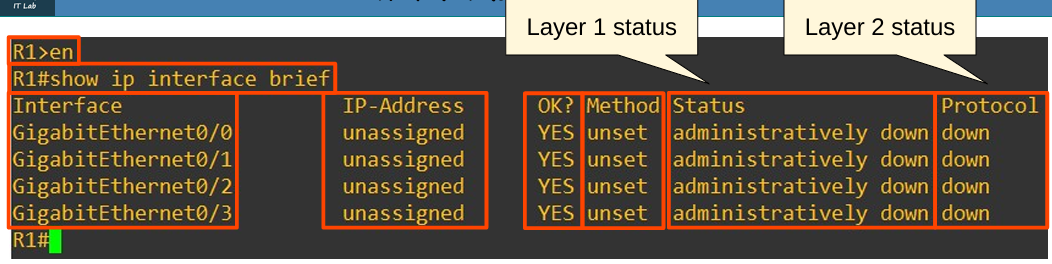 IT Lab
Layer 1 status
Layer 2 status
R1>en
R1#show ip interface brief
Interface IP-Address OK? Method Status Protocol
GigabitEthernet0/0 unassigned YES unset administratively down down
GigabitEthernet0/1 unassigned YES unset administratively down down
GigabitEthernet0/2 unassigned YES unset administratively down down
GigabitEthernet0/3 unassigned YES unset administratively down down
R1#